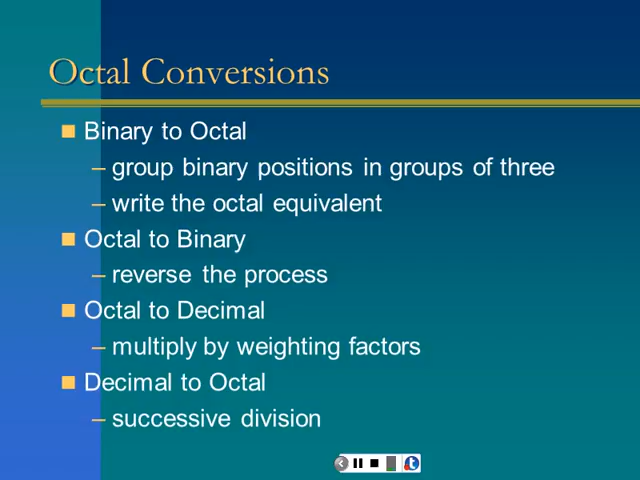 Octal Conversions
Binary to Octal
– group binary positions in groups of three
– write the octal equivalent
Octal to Binary
– reverse the process
Octal to Decimal
– multiply by weighting factors
Decimal to Octal
– successive division
t